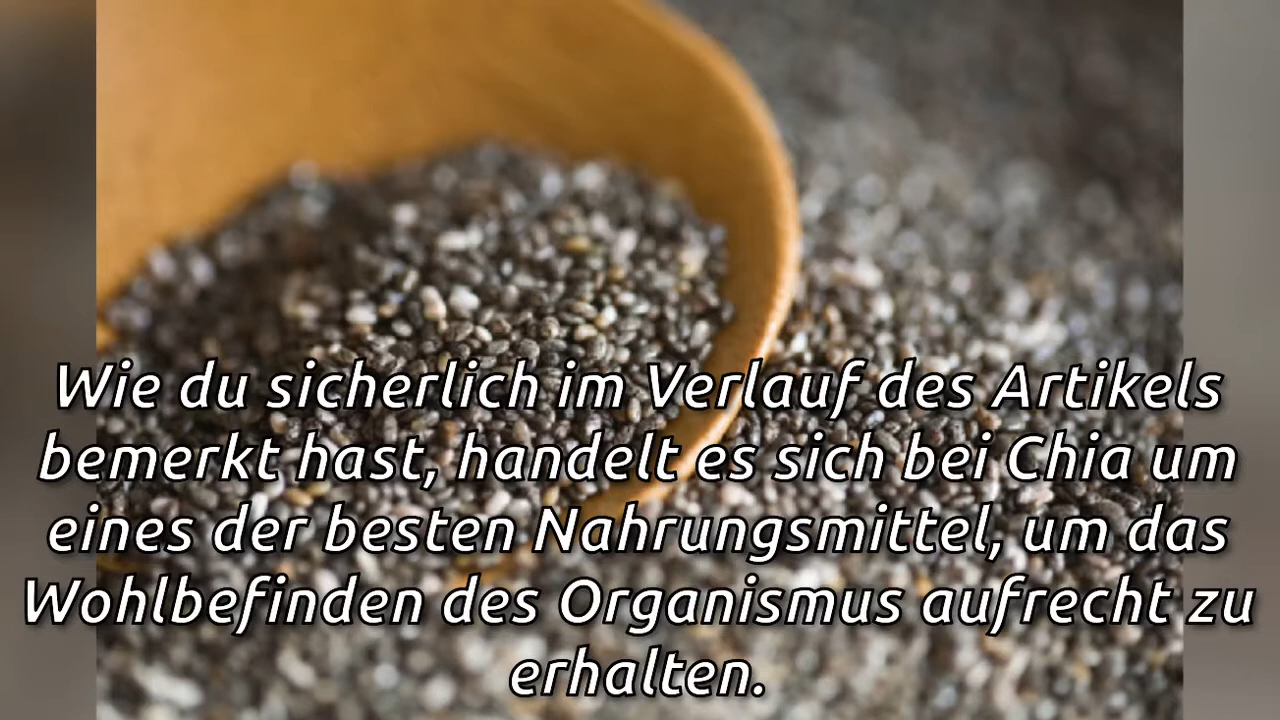 Wie du sicherlich im Verlauf des Artikels
bemerkt hast, handelt es sich bei Chia um
eines der besten Nahrungsmittel, um das
Wohlbefinden des Organismus aufrecht zu
erhalten.